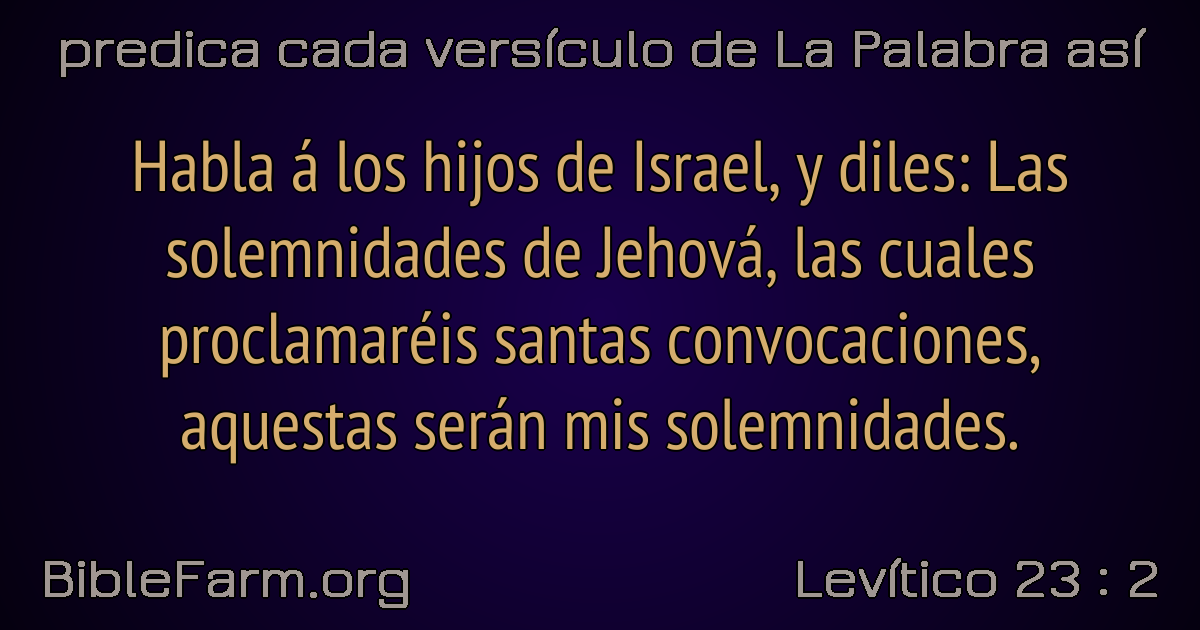 predica cada versículo de La Palabra así
Habla á los hijos de Israel, y diles: Las
solemnidades de Jehová, las cuales
proclamaréis santas convocaciones,
aquestas serán mis solemnidades.
BibleFarm.org
Levítico 23 : 2